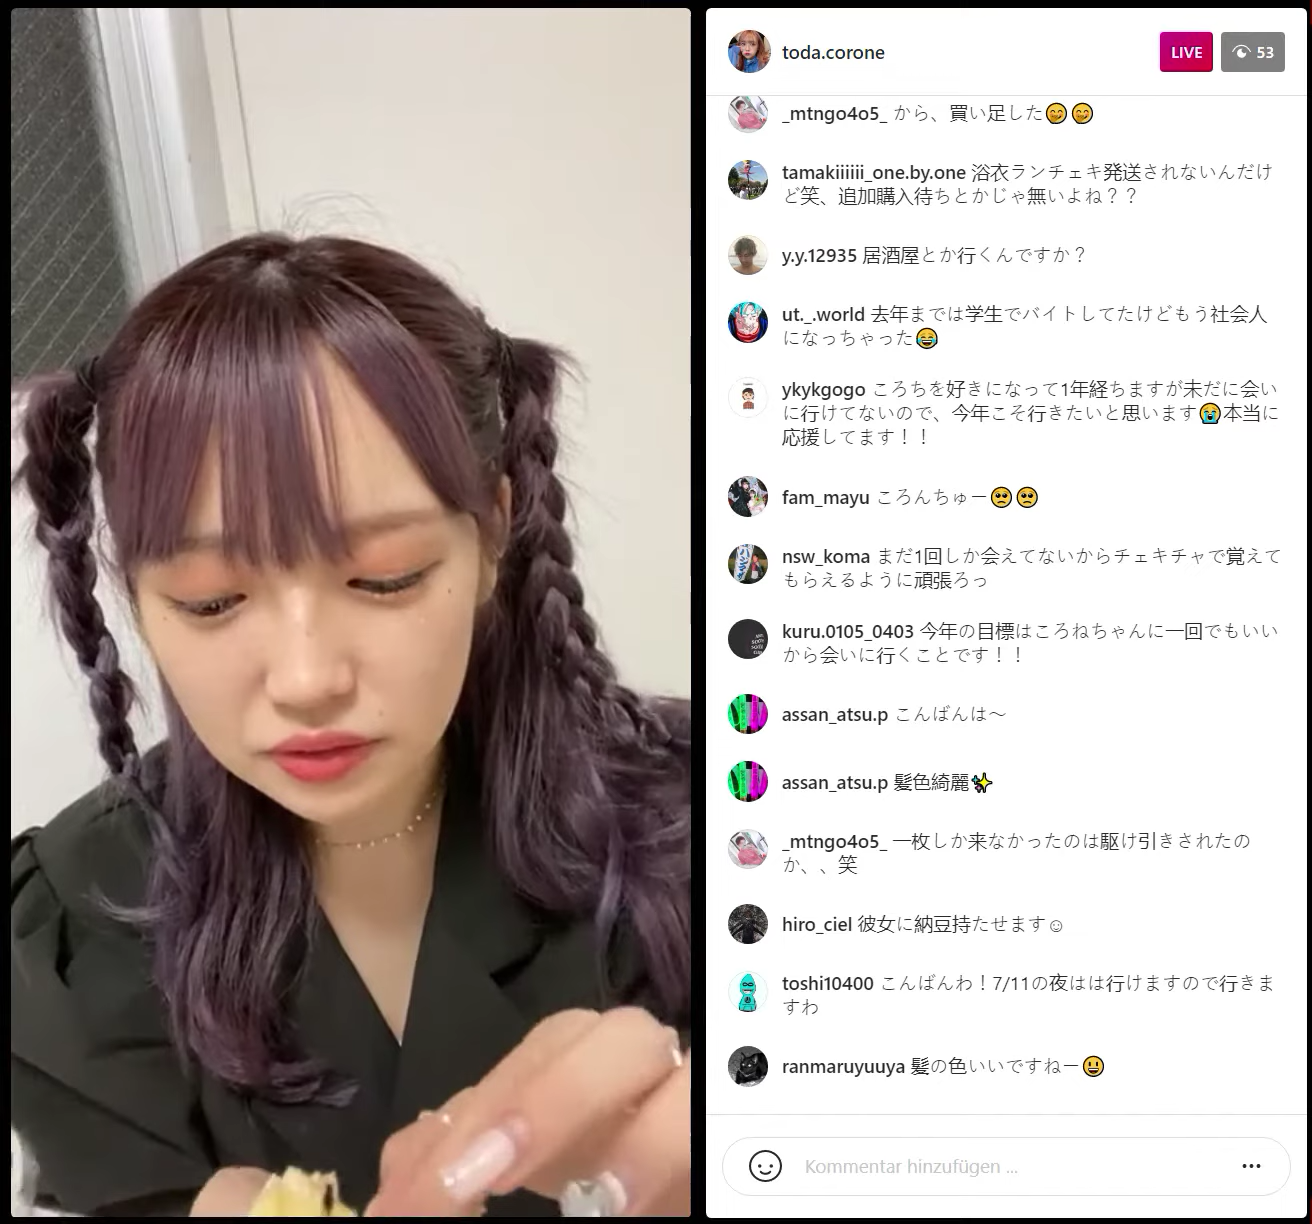 toda.corone
LIVE
53
_mtngo4o5_ から、買い足した🤭🤭
tamakiiiiii_one.by.one 浴衣ランチェキ発送されないんだけ
ど笑、追加購入待ちとかじゃ無いよね？？
y.y.12935 居酒屋とか行くんですか？
ut._.world 去年までは学生でバイトしてたけどもう社会人
になっちゃった😂
ykykgogo ころちを好きになって1年経ちますが未だに会い
に行けてないので、今年こそ行きたいと思います😭本当に
応援してます！！
fam_mayu ころんちゅー🥺🥺
nsw_koma まだ1回しか会えてないからチェキチャで覚えて
もらえるように頑張ろっ
kuru.0105_0403 今年の目標はころねちゃんに一回でもいい
から会いに行くことです！！
assan_atsu.p こんばんは〜
assan_atsu.p 髪色綺麗✨
_mtngo4o5_ 一枚しか来なかったのは駆け引きされたの
か、、笑
hiro_ciel 彼女に納豆持たせます☺
toshi10400 こんばんわ！7/11の夜はは行けますので行きま
すわ
ranmaruyuuya 髪の色いいですねー😃
Kommentar hinzufügen ...